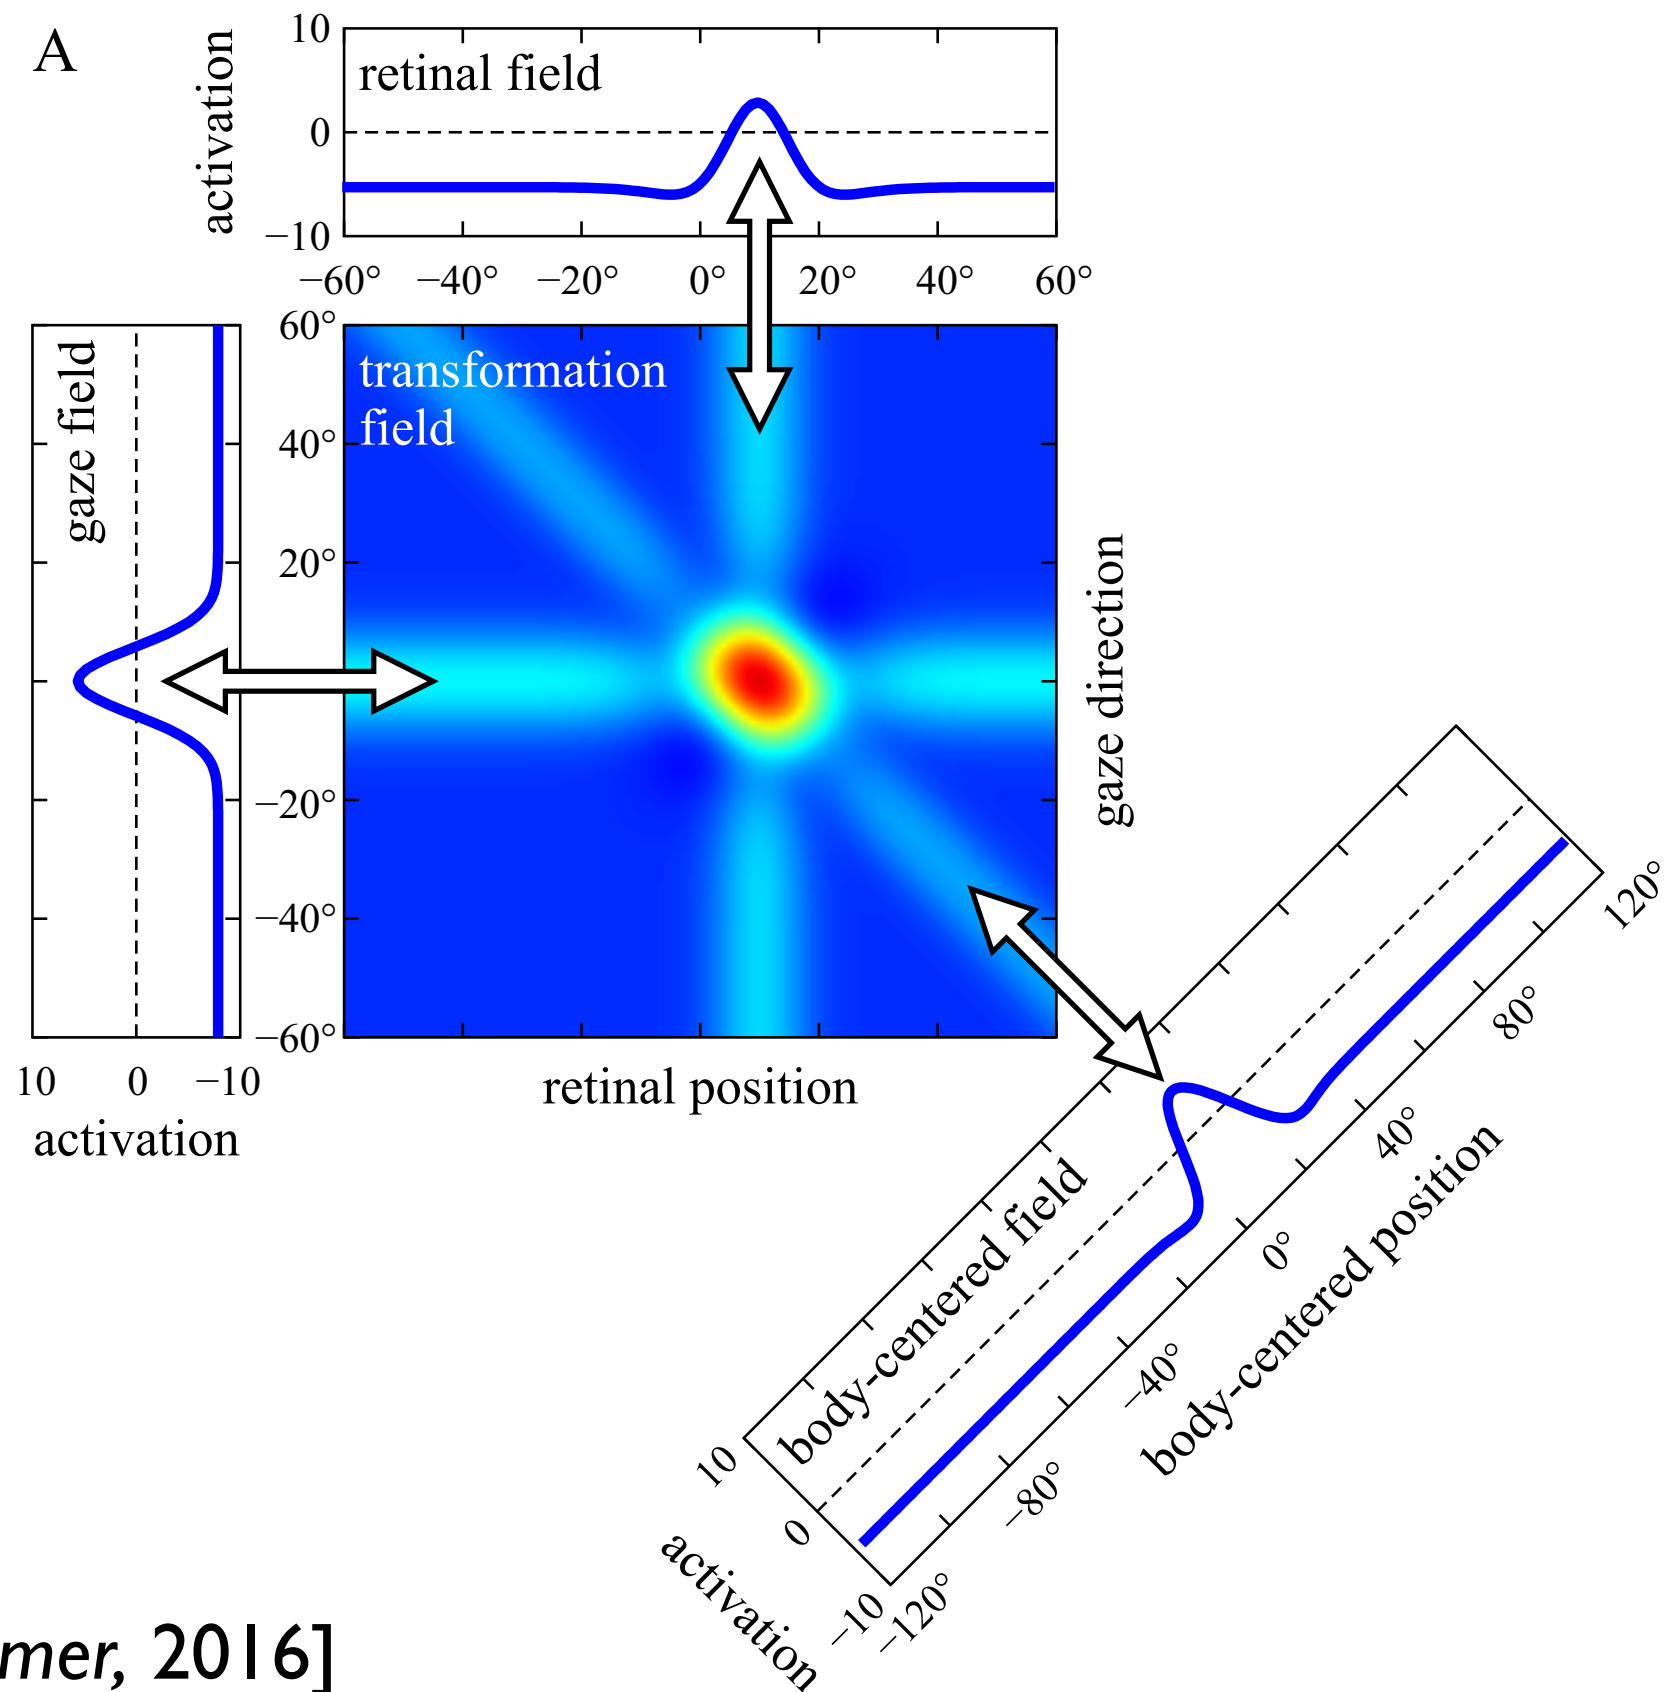 A
activation
10
0
−10
retinal field
−60° −40° −20° 0° 20° 40° 60°
gaze field
10 0 −10
activation
60°
40°
20°
−20°
−40°
−60°
transformation
field
retinal position
gaze direction
body-centered field
10
0
−10
activation
−120°
−80°
−40°
0°
40°
80°
120°
body-centered position
mer, 2016]